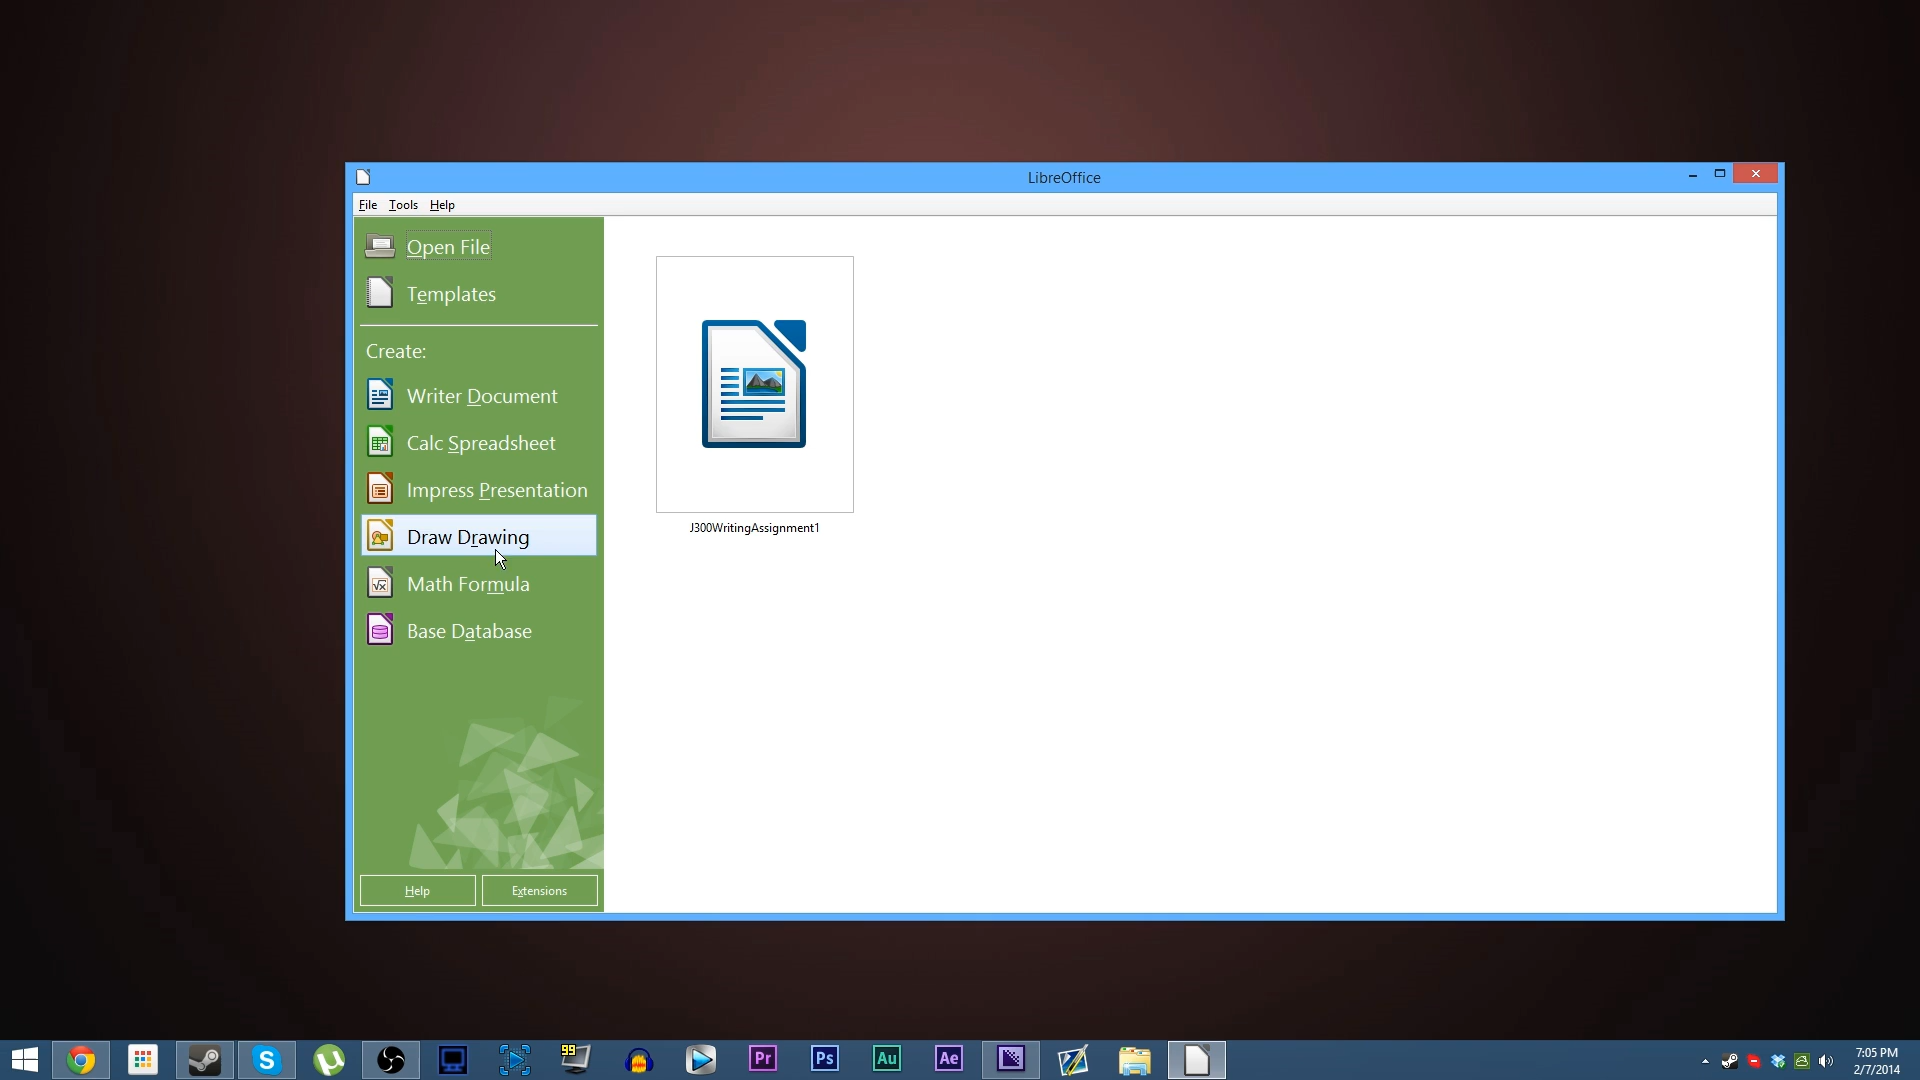 LibreOffice
File Tools Help
Open File
Templates
Create:
Writer Document
Calc Spreadsheet
Impress Presentation
Draw Drawing
Math Formula
Base Database
J300WritingAssignment1
Help
Extensions
S
99
Pr
Ps
Au
Ae
7:05 PM
2/7/2014